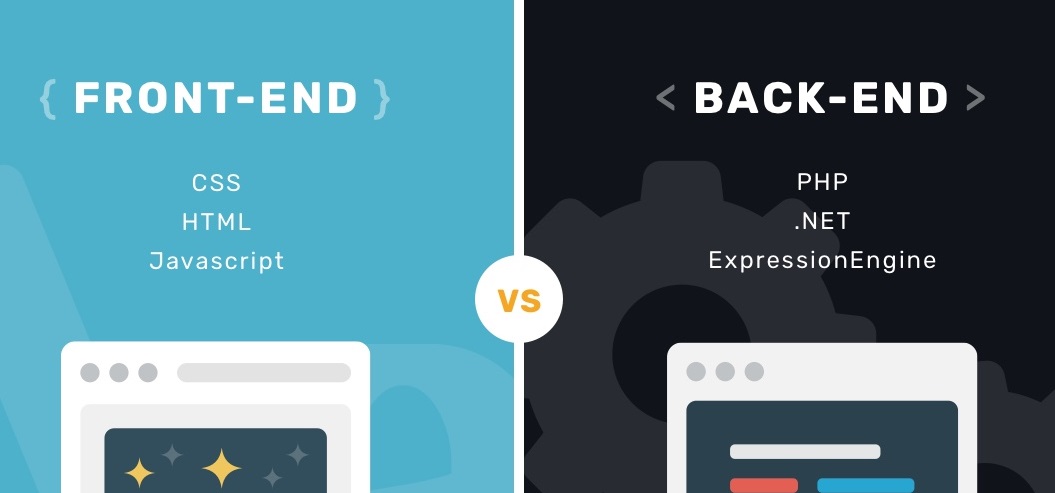 { FRONT-END }
CSS
HTML
Javascript
VS
< BACK-END >
PHP
.NET
ExpressionEngine